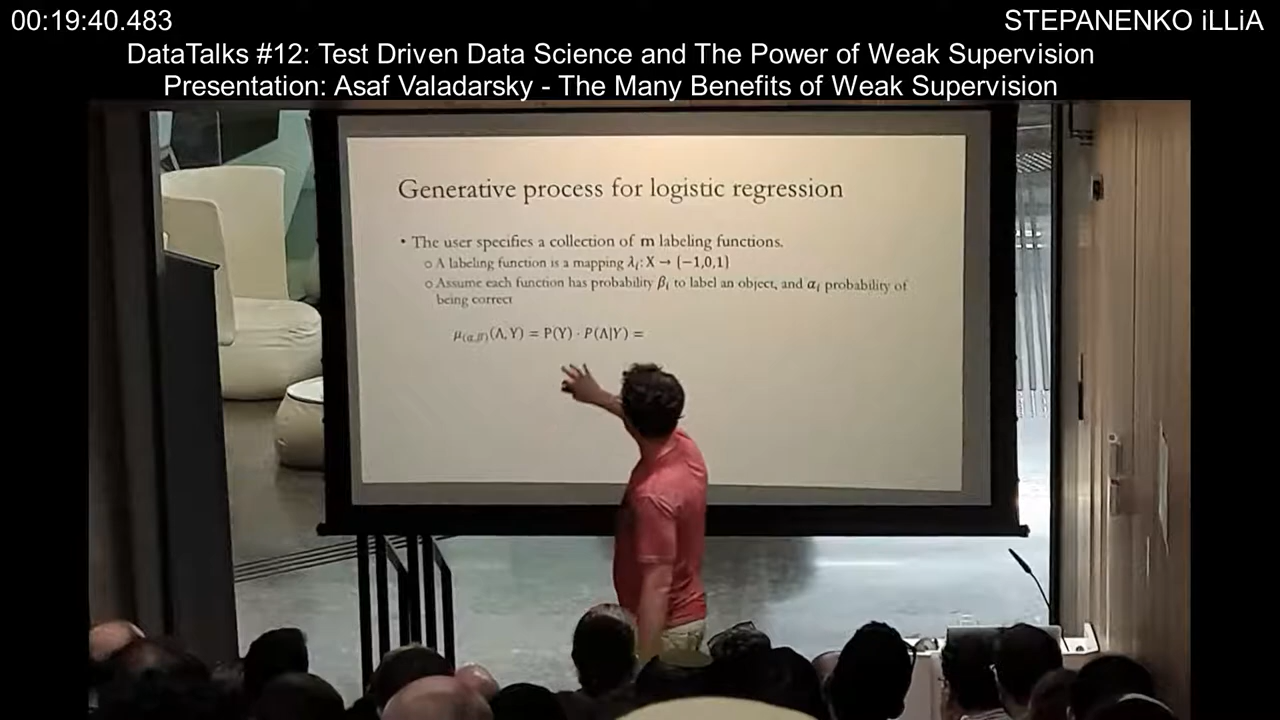 00:19:40.483
STEPANENKO iLLiA
DataTalks #12: Test Driven Data Science and The Power of Weak Supervision
Presentation: Asaf Valadarsky - The Many Benefits of Weak Supervision
Generative process for logistic regression
• The user specifies a collection of m labeling functions.
o A labeling function is a mapping λᵢ: X → {−1,0,1}
o Assume each function has probability βᵢ to label an object, and αᵢ probability of
being correct
μ(α,β)(Λ, Y) = P(Y) · P(Λ|Y) =